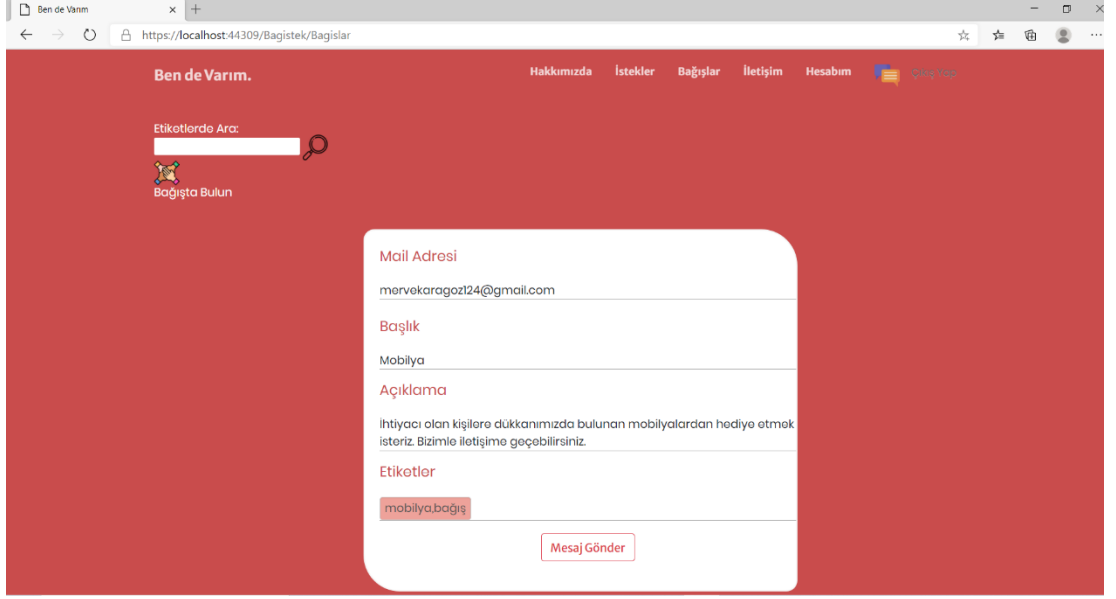 Ben de Varım
https://localhost:44309/Bagistek/Bagislar
Ben de Varım.
Hakkımızda İstekler Bağışlar İletişim Hesabım
Etiketlerde Ara:
Bağışta Bulun
Mail Adresi
mervekaragoz124@gmail.com
Başlık
Mobilya
Açıklama
İhtiyacı olan kişilere dükkanımızda bulunan mobilyalardan hediye etmek
isteriz. Bizimle iletişime geçebilirsiniz.
Etiketler
mobilya,bağış
Mesaj Gönder